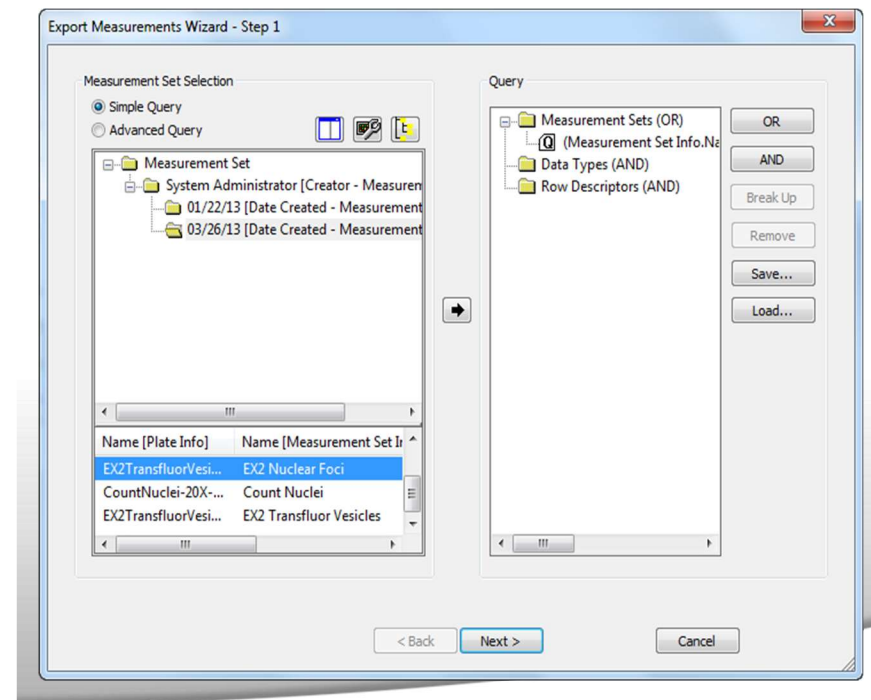 Export Measurements Wizard - Step 1
Measurement Set Selection
Simple Query
Advanced Query
Measurement Set
System Administrator [Creator - Measurem
01/22/13 [Date Created - Measurement
03/26/13 [Date Created - Measurement
Name [Plate Info] Name [Measurement Set Ir
EX2TransfluorVesi... EX2 Nuclear Foci
CountNuclei-20X-... Count Nuclei
EX2TransfluorVesi... EX2 Transfluor Vesicles
Query
Measurement Sets (OR)
Q (Measurement Set Info.Na
Data Types (AND)
Row Descriptors (AND)
OR
AND
Break Up
Remove
Save...
Load...
< Back Next > Cancel